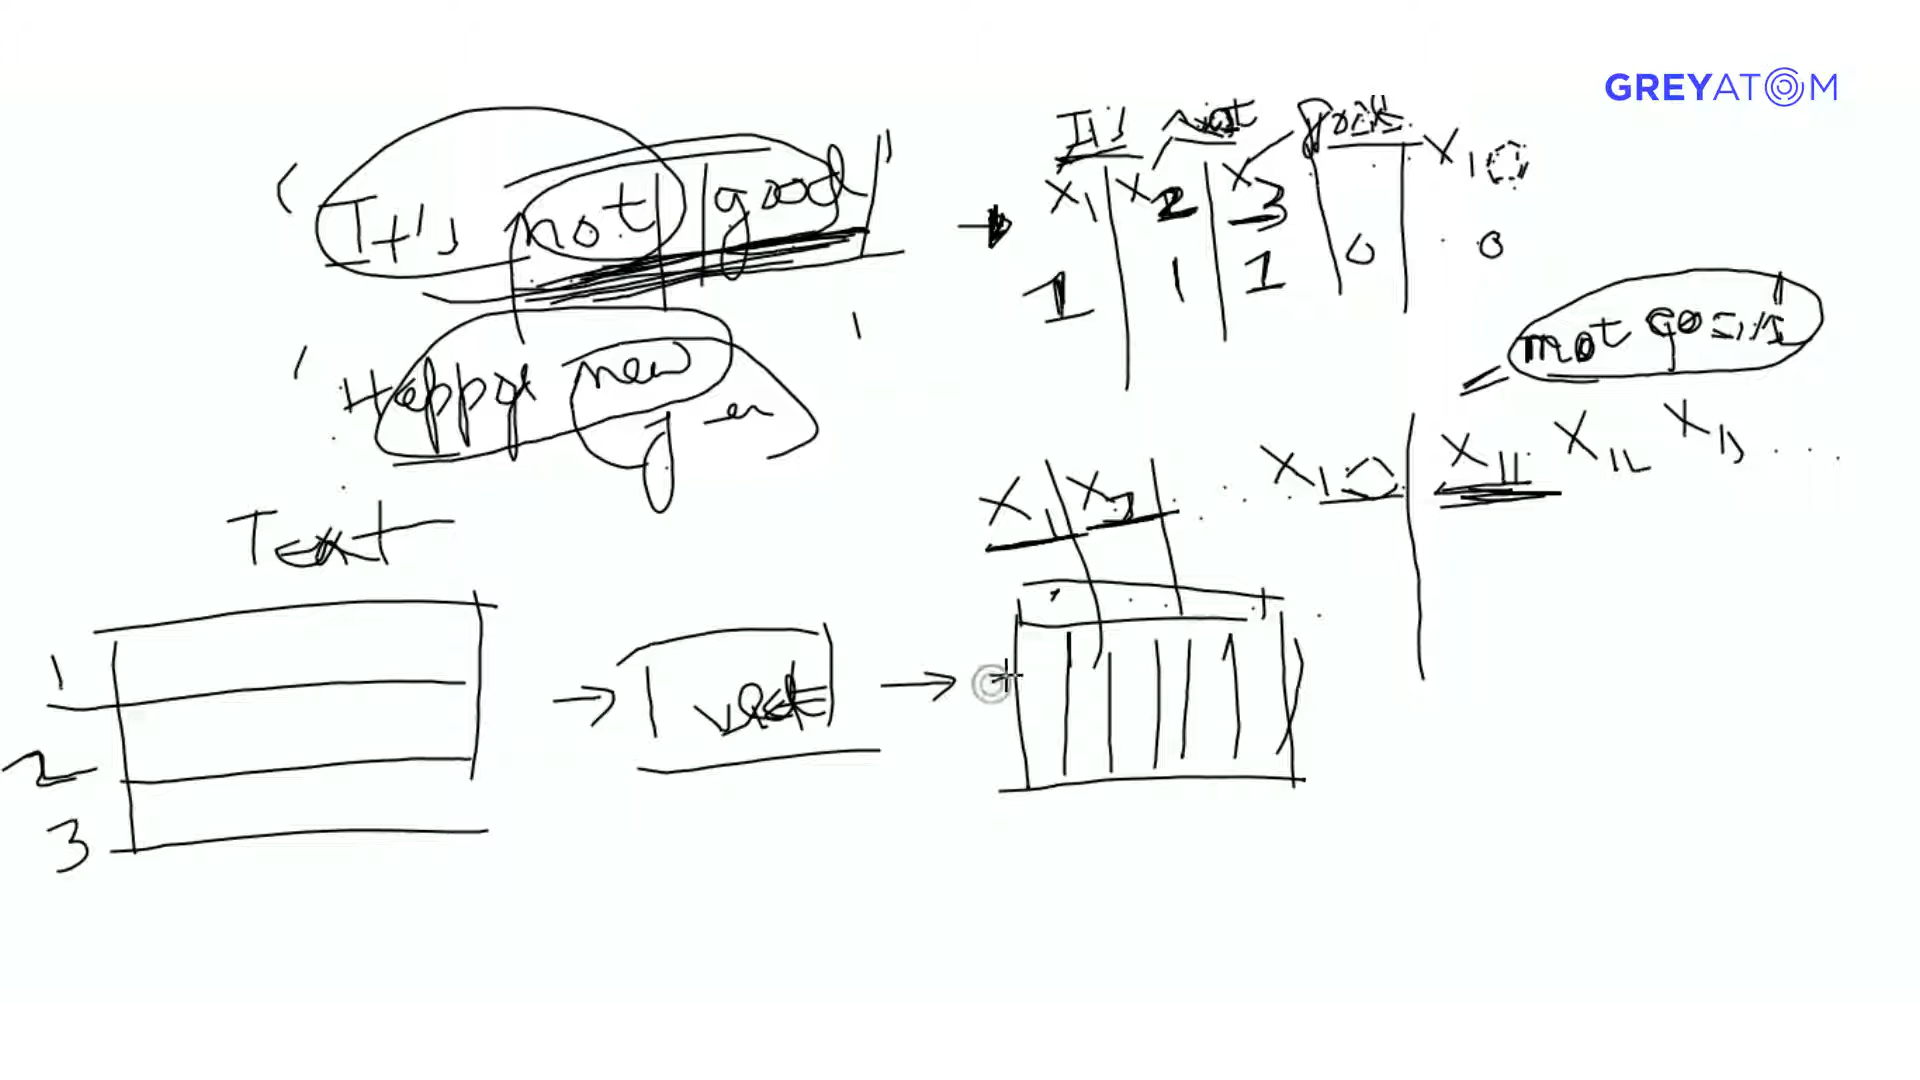 GREYATOM
It's not good
It's not good
X1 X2 X3 X10
1 1 1 0 0
not good
Happy new year
X1 X2 X10 X11 X12 X13 ....
Text
1
2
3
vect